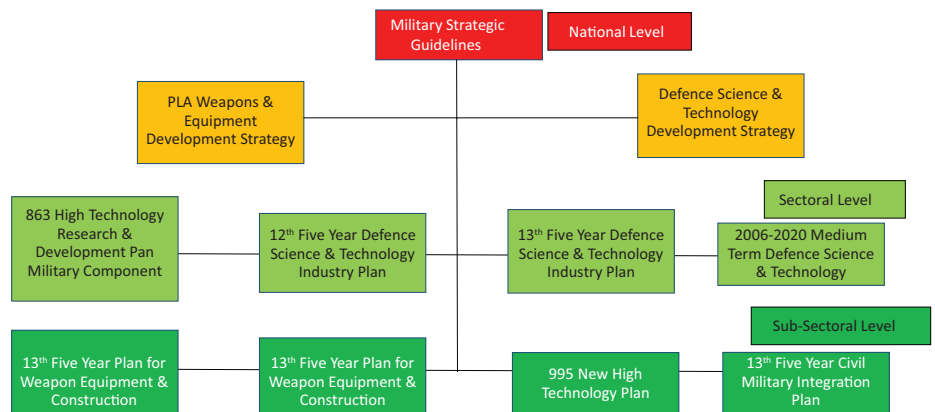 Military Strategic
Guidelines
National Level
PLA Weapons &
Equipment
Development Strategy
Defence Science &
Technology
Development Strategy
Sectoral Level
863 High Technology
Research &
Development Pan
Military Component
12th Five Year Defence
Science & Technology
Industry Plan
13th Five Year Defence
Science & Technology
Industry Plan
2006-2020 Medium
Term Defence Science
& Technology
Sub-Sectoral Level
13th Five Year Plan for
Weapon Equipment &
Construction
13th Five Year Plan for
Weapon Equipment &
Construction
995 New High
Technology Plan
13th Five Year Civil
Military Integration
Plan